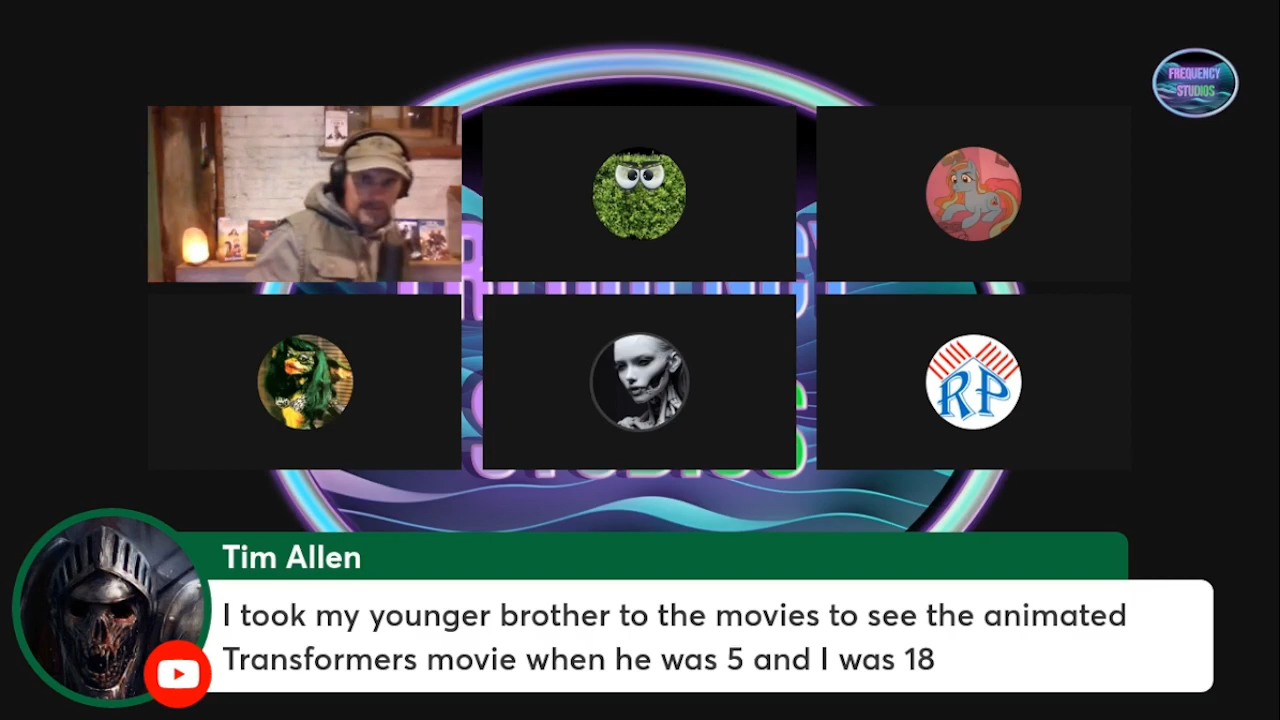 FREQUENCY
STUDIOS
RP
Tim Allen
I took my younger brother to the movies to see the animated
Transformers movie when he was 5 and I was 18